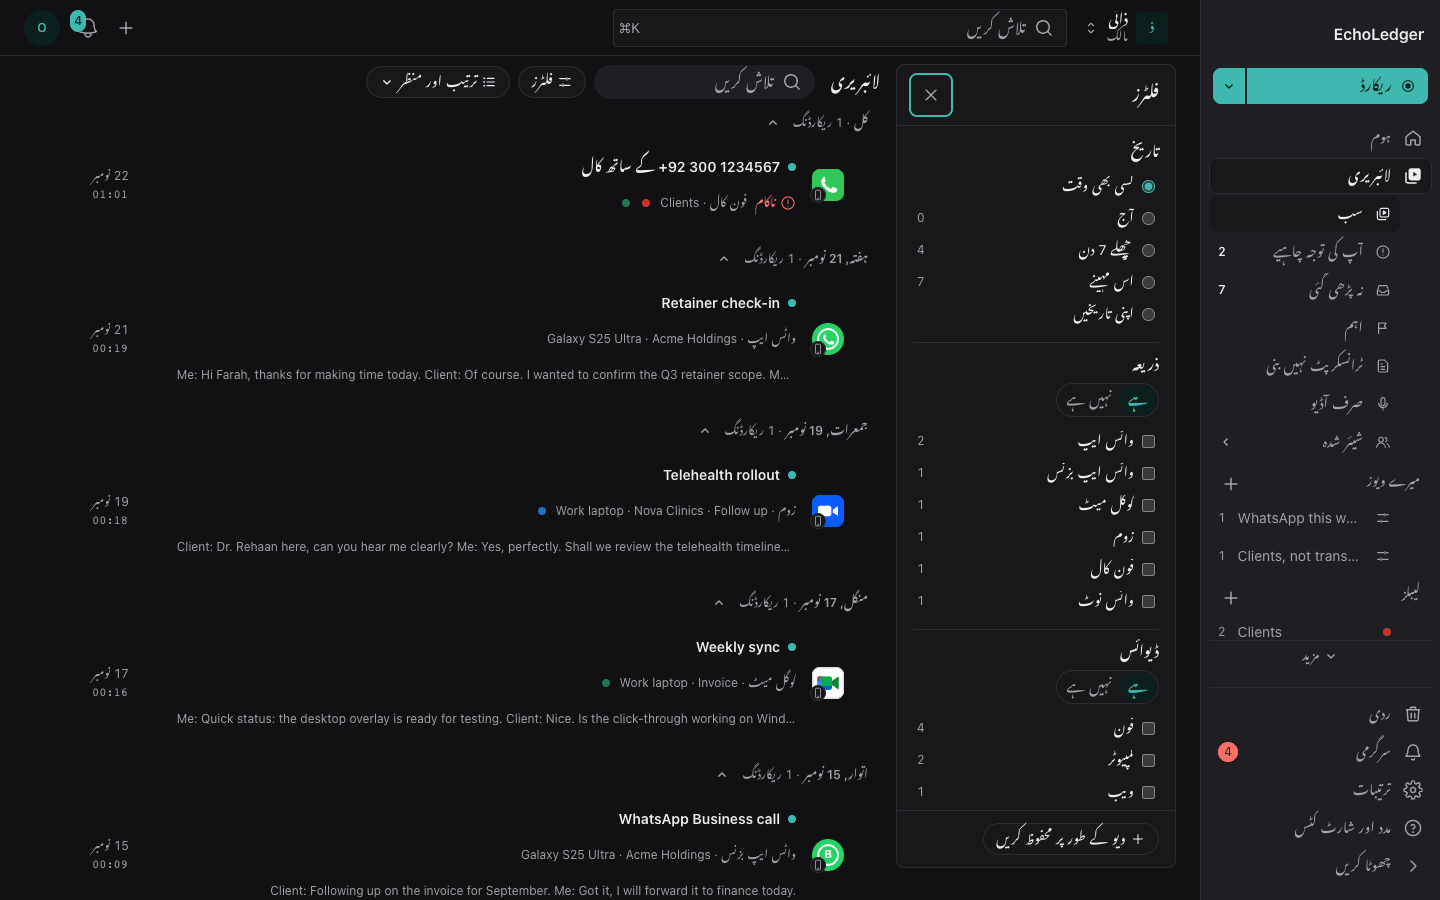 EchoLedger
ریکارڈ
ہوم
لائبریری
سب
آپ کی توجہ چاہیے 2
نہ پڑھی گئی 7
اہم
ٹرانسکرپٹ نہیں بنی
صرف آڈیو
شیئر شدہ
میرے ویوز
WhatsApp this w... 1
Clients, not trans... 1
لیبلز
Clients 2
مزید
ردی
سرگرمی 4
ترتیبات
مدد اور شارٹ کٹس
چھوٹا کریں
ذ
ذاتی
مالک
تلاش کریں ⌘K
4
O
فلٹرز
تاریخ
کسی بھی وقت
آج 0
پچھلے 7 دن 4
اس مہینے 7
اپنی تاریخیں
ذریعہ
ہے نہیں ہے
واٹس ایپ 2
واٹس ایپ بزنس 1
گوگل میٹ 1
زوم 1
فون کال 1
وائس نوٹ 1
ڈیوائس
ہے نہیں ہے
فون 4
کمپیوٹر 2
ویب 1
ویو کے طور پر محفوظ کریں
لائبریری
تلاش کریں
فلٹرز
ترتیب اور منظر
کل · 1 ریکارڈنگ
+92 300 1234567 کے ساتھ کال
ناکام فون کال · Clients
22 نومبر
01:01
ہفتہ, 21 نومبر · 1 ریکارڈنگ
Retainer check-in
واٹس ایپ · Galaxy S25 Ultra · Acme Holdings
Me: Hi Farah, thanks for making time today. Client: Of course. I wanted to confirm the Q3 retainer scope. M...
21 نومبر
00:19
جمعرات, 19 نومبر · 1 ریکارڈنگ
Telehealth rollout
زوم · Work laptop · Nova Clinics · Follow up
Client: Dr. Rehaan here, can you hear me clearly? Me: Yes, perfectly. Shall we review the telehealth timeline...
19 نومبر
00:18
منگل, 17 نومبر · 1 ریکارڈنگ
Weekly sync
گوگل میٹ · Work laptop · Invoice
Me: Quick status: the desktop overlay is ready for testing. Client: Nice. Is the click-through working on Wind...
17 نومبر
00:16
اتوار, 15 نومبر · 1 ریکارڈنگ
WhatsApp Business call
واٹس ایپ بزنس · Galaxy S25 Ultra · Acme Holdings
Client: Following up on the invoice for September. Me: Got it, I will forward it to finance today.
15 نومبر
00:09